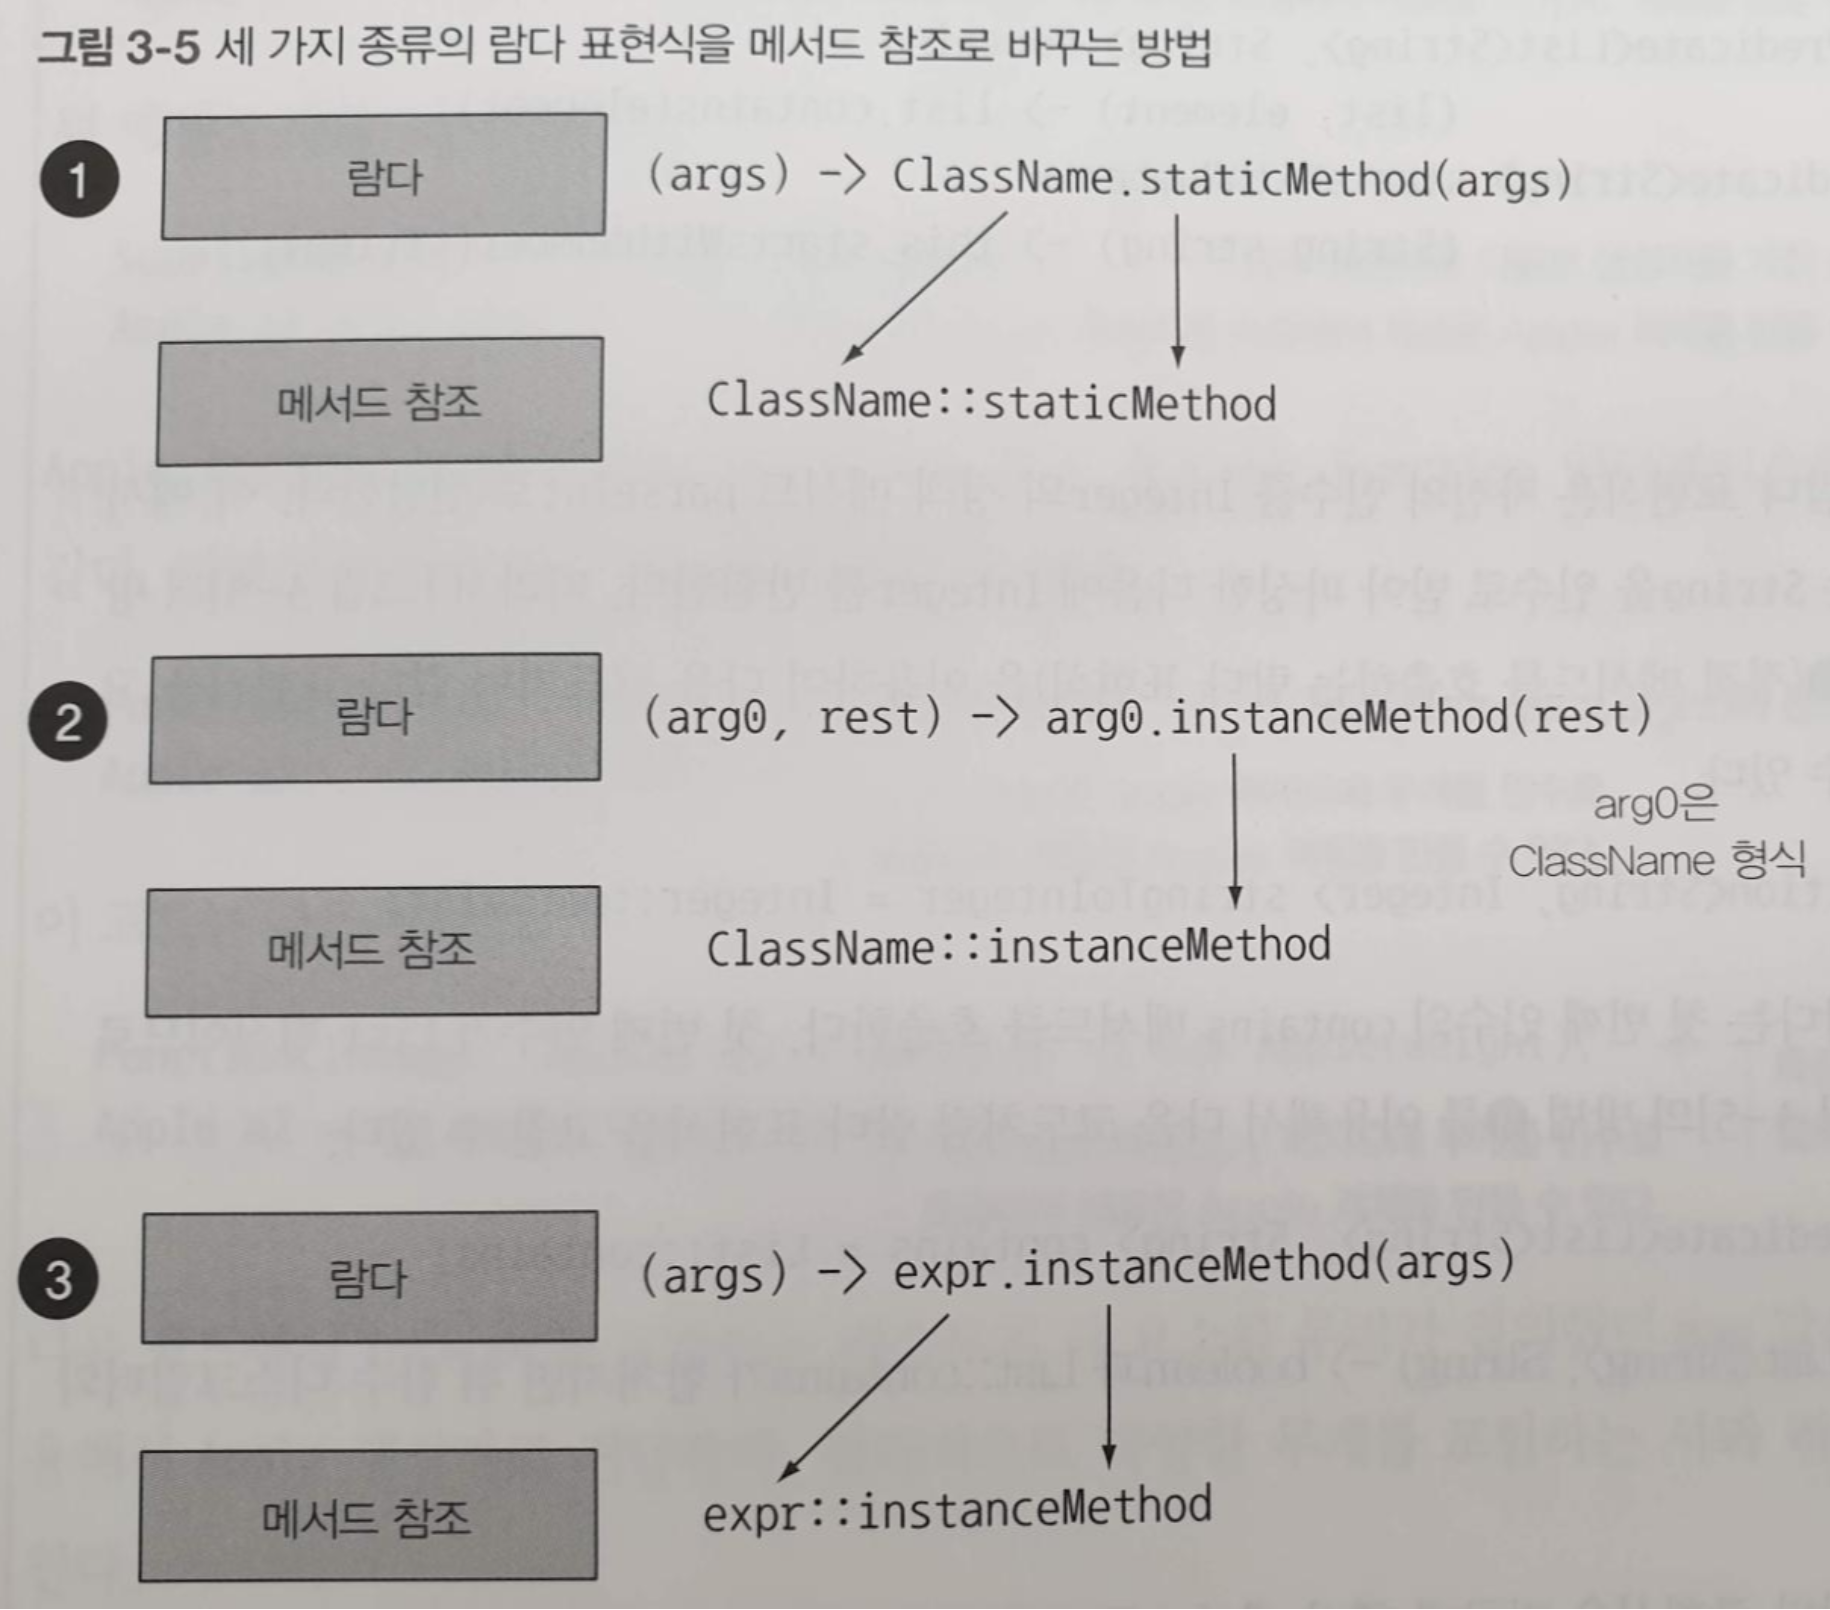 그림 3-5 세 가지 종류의 람다 표현식을 메서드 참조로 바꾸는 방법
1 람다 (args) -> ClassName.staticMethod(args)
메서드 참조 ClassName::staticMethod
2 람다 (arg0, rest) -> arg0.instanceMethod(rest)
arg0은
ClassName 형식
메서드 참조 ClassName::instanceMethod
3 람다 (args) -> expr.instanceMethod(args)
메서드 참조 expr::instanceMethod